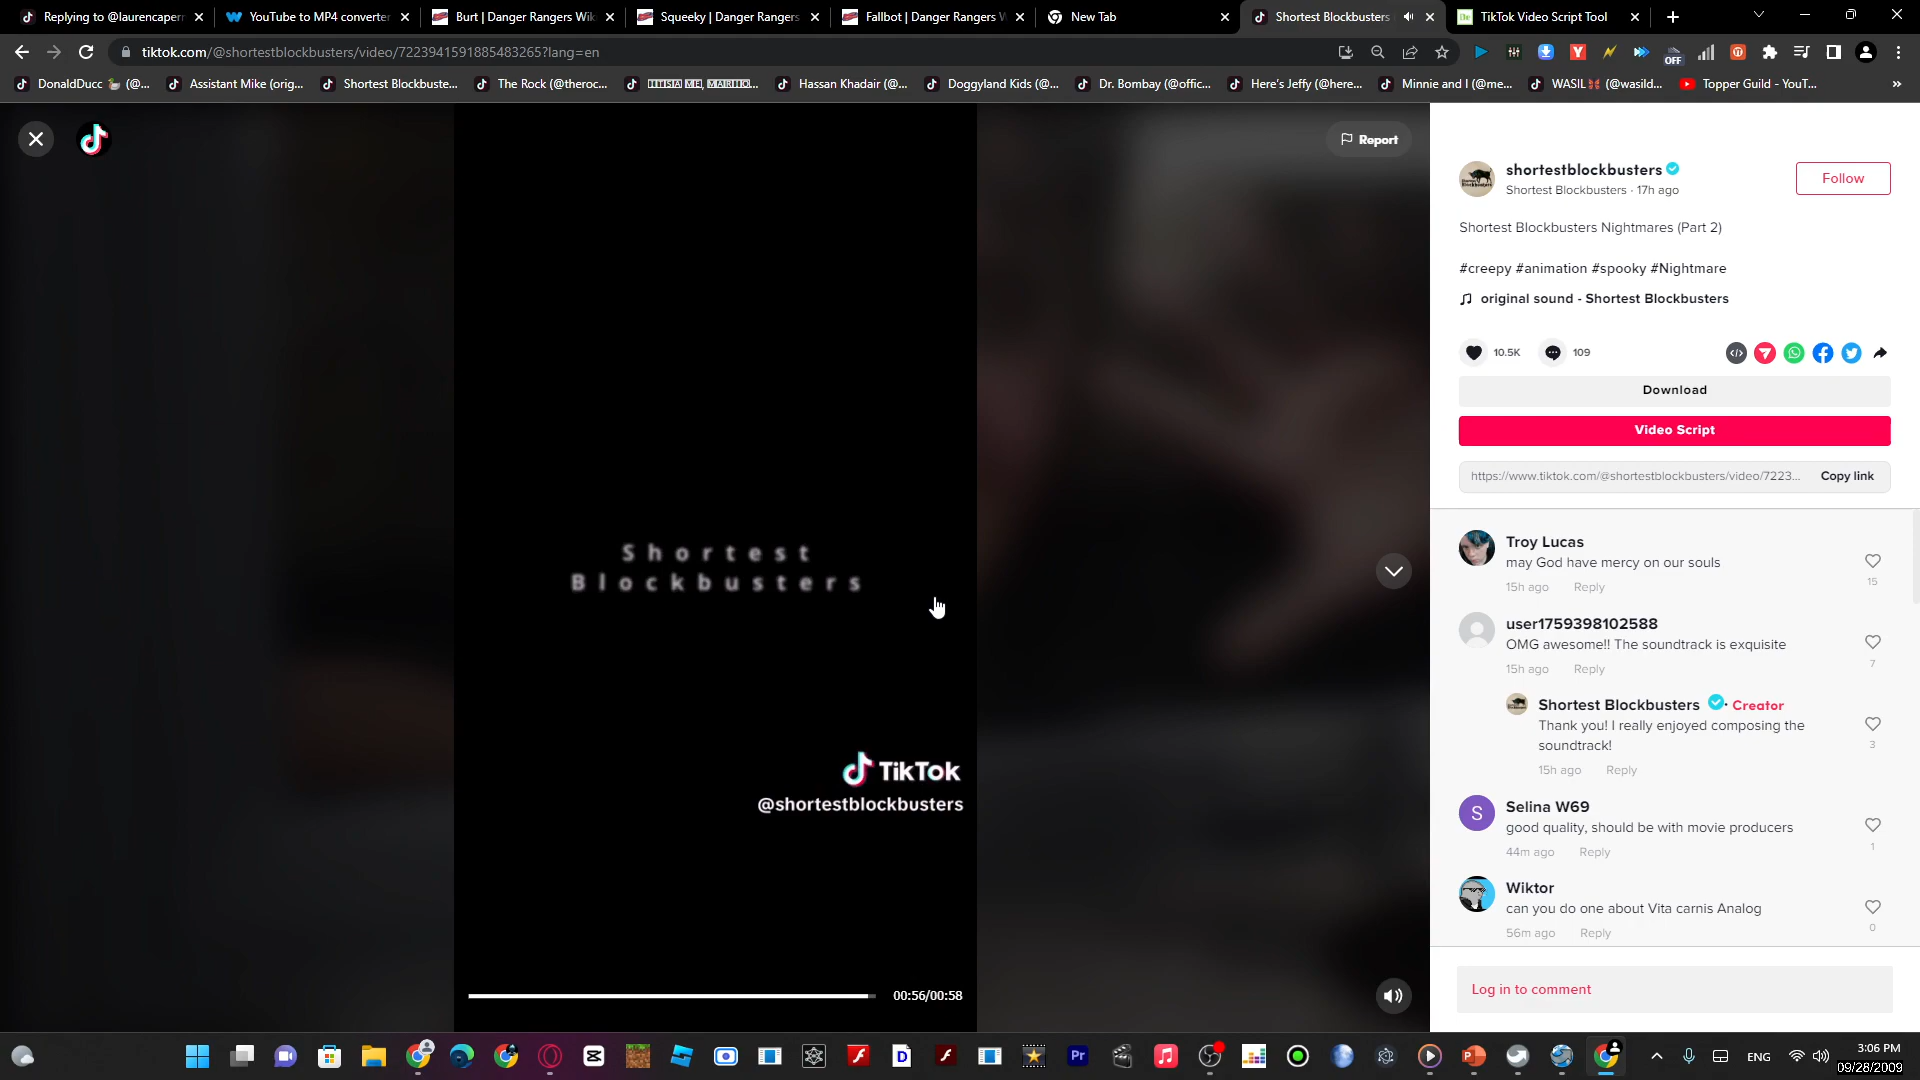 Replying to @laurencaperr
YouTube to MP4 converter
Burt | Danger Rangers Wiki
Squeeky | Danger Rangers
Fallbot | Danger Rangers W
New Tab
Shortest Blockbusters
TikTok Video Script Tool
tiktok.com/@shortestblockbusters/video/7223941591885483265?lang=en
OFF
DonaldDucc 🦆 (@...
Assistant Mike (orig...
Shortest Blockbuste...
The Rock (@theroc...
Hassan Khadair (@...
Doggyland Kids (@...
Dr. Bombay (@offic...
Here's Jeffy (@here...
Minnie and I (@me...
WASIL (@wasild...
Topper Guild - YouT...
»
Report
Shortest
Blockbusters
TikTok
@shortestblockbusters
00:56/00:58
shortestblockbusters
Shortest Blockbusters · 17h ago
Follow
Shortest Blockbusters Nightmares (Part 2)
#creepy #animation #spooky #Nightmare
original sound - Shortest Blockbusters
10.5K
109
Download
Video Script
https://www.tiktok.com/@shortestblockbusters/video/7223...
Copy link
Troy Lucas
may God have mercy on our souls
15h ago Reply
15
user1759398102588
OMG awesome!! The soundtrack is exquisite
15h ago Reply
7
Shortest Blockbusters · Creator
Thank you! I really enjoyed composing the
soundtrack!
15h ago Reply
3
S
Selina W69
good quality, should be with movie producers
44m ago Reply
1
Wiktor
can you do one about Vita carnis Analog
56m ago Reply
0
Log in to comment
Pr
ENG
3:06 PM
09/28/2009